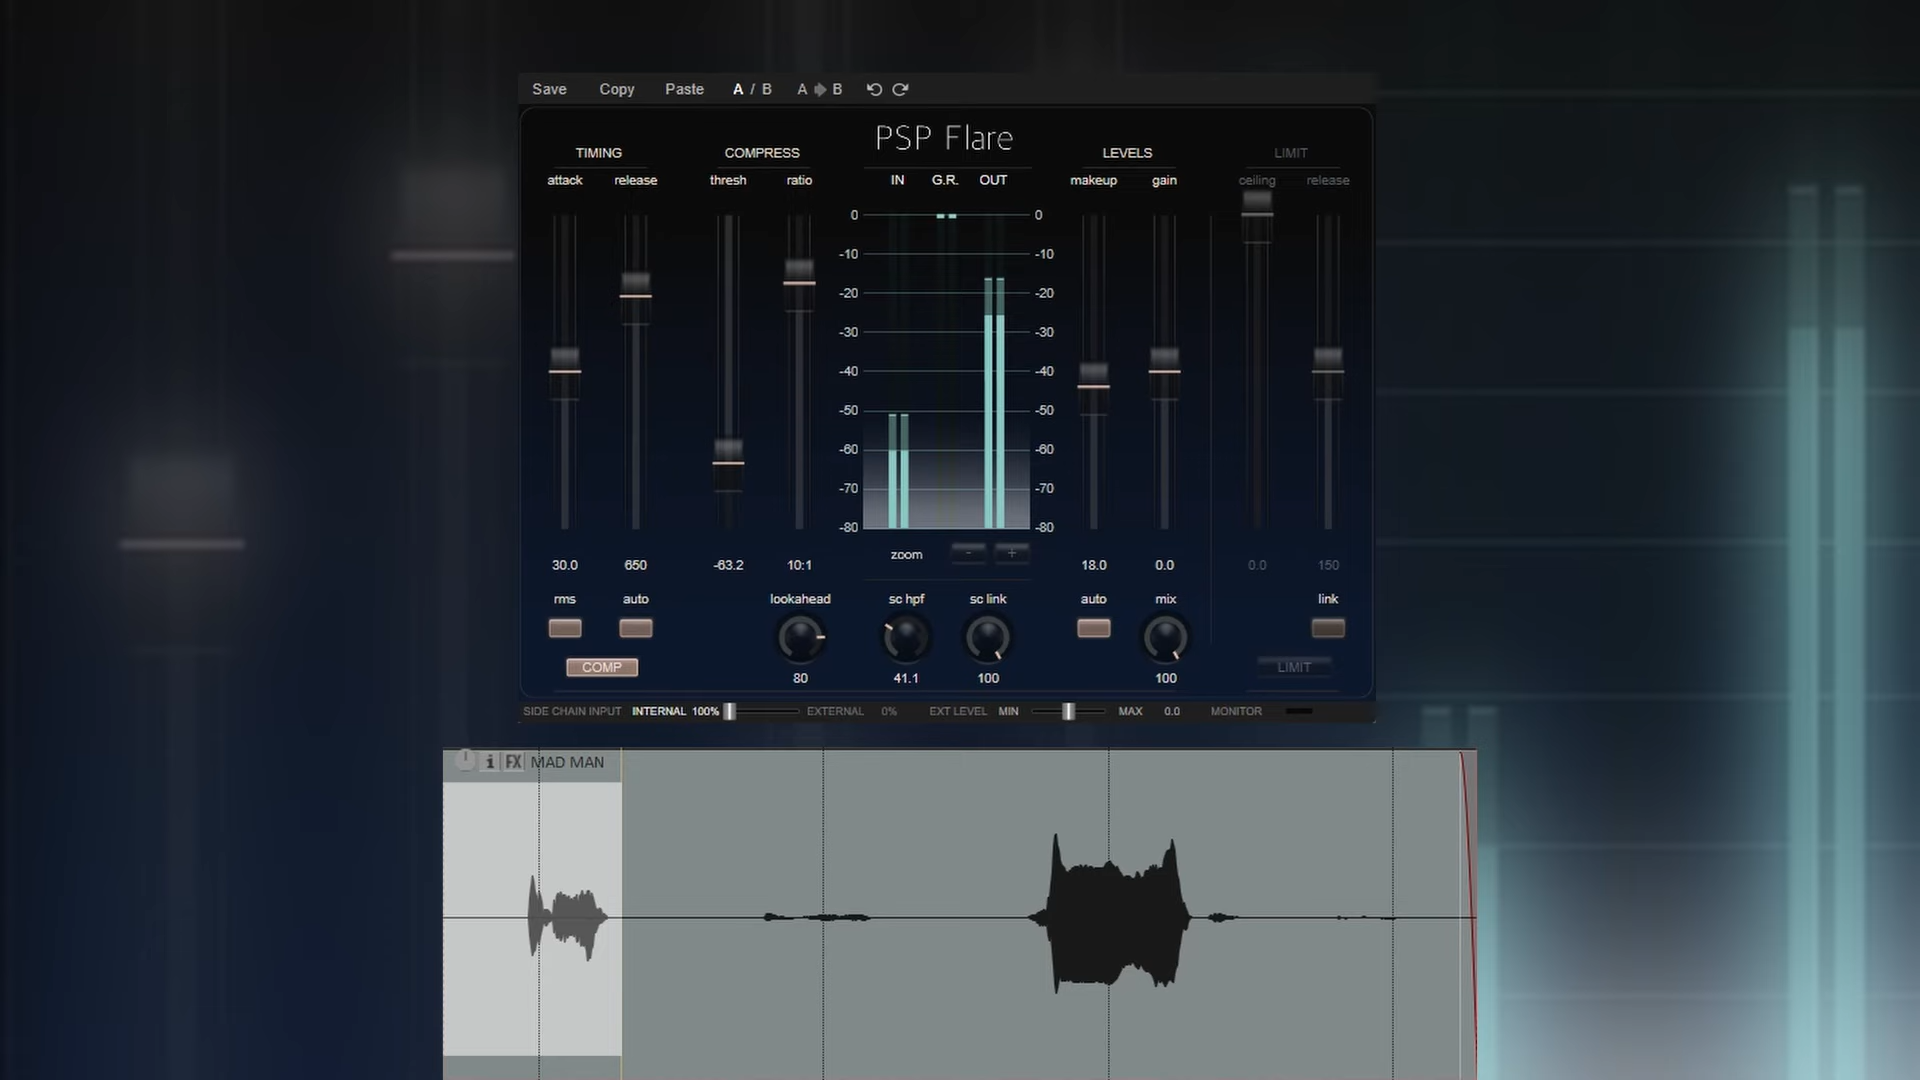 Save Copy Paste A / B A B
PSP Flare
TIMING COMPRESS LEVELS LIMIT
attack release thresh ratio IN G.R. OUT makeup gain ceiling release
0 0
-10 -10
-20 -20
-30 -30
-40 -40
-50 -50
-60 -60
-70 -70
-80 -80
zoom - +
30.0 650 -63.2 10:1 18.0 0.0 0.0 150
rms auto lookahead sc hpf sc link auto mix link
COMP LIMIT
80 41.1 100 100
SIDE CHAIN INPUT INTERNAL 100% EXTERNAL 0% EXT LEVEL MIN MAX 0.0 MONITOR
i FX MAD MAN